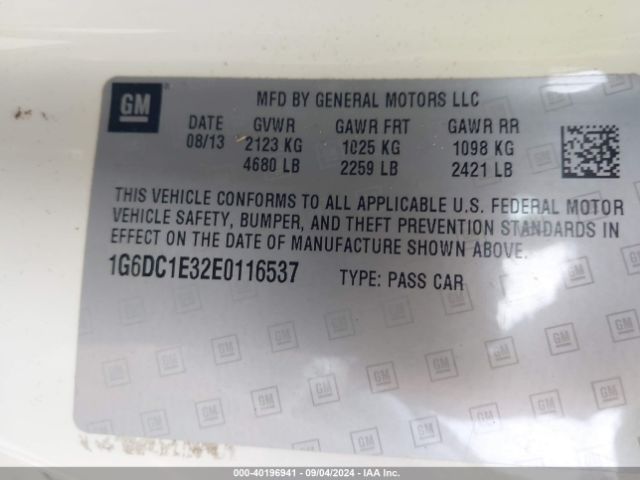 GM
MFD BY GENERAL MOTORS LLC
DATE GVWR GAWR FRT GAWR RR
08/13 2123 KG 1025 KG 1098 KG
4680 LB 2259 LB 2421 LB
THIS VEHICLE CONFORMS TO ALL APPLICABLE U.S. FEDERAL MOTOR
VEHICLE SAFETY, BUMPER, AND THEFT PREVENTION STANDARDS IN
EFFECT ON THE DATE OF MANUFACTURE SHOWN ABOVE.
1G6DC1E32E0116537 TYPE: PASS CAR
000-40196941 - 09/04/2024 - IAA Inc.